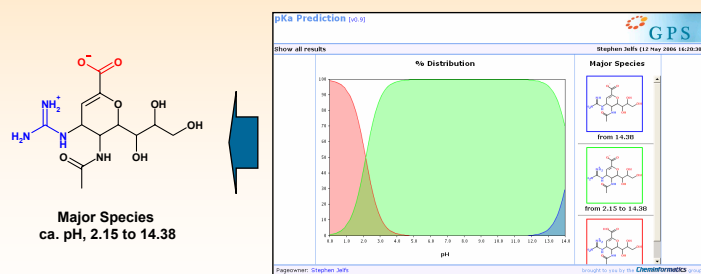 O⁻
O
NH₂⁺
H₂N
N
H
O
OH
OH
OH
O
NH
Major Species
ca. pH, 2.15 to 14.38
pKa Prediction [v0.9]
GPS
Show all results
Stephen Jelfs (12 May 2006 16:20:30
% Distribution
Major Species
100
90
80
70
60
50
40
30
20
10
0
0.0 1.0 2.0 3.0 4.0 5.0 6.0 7.0 8.0 9.0 10.0 11.0 12.0 13.0 14.0
pH
from 14.38
from 2.15 to 14.38
Pageowner: Stephen Jelfs
brought to you by the Cheminformatics group